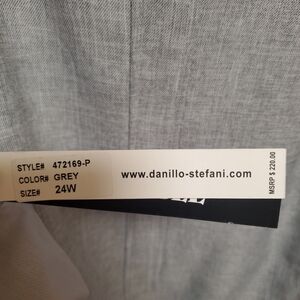 STYLE# 472169-P
COLOR# GREY
SIZE# 24W
www.danillo-stefani.com
MSRP $ 220.00